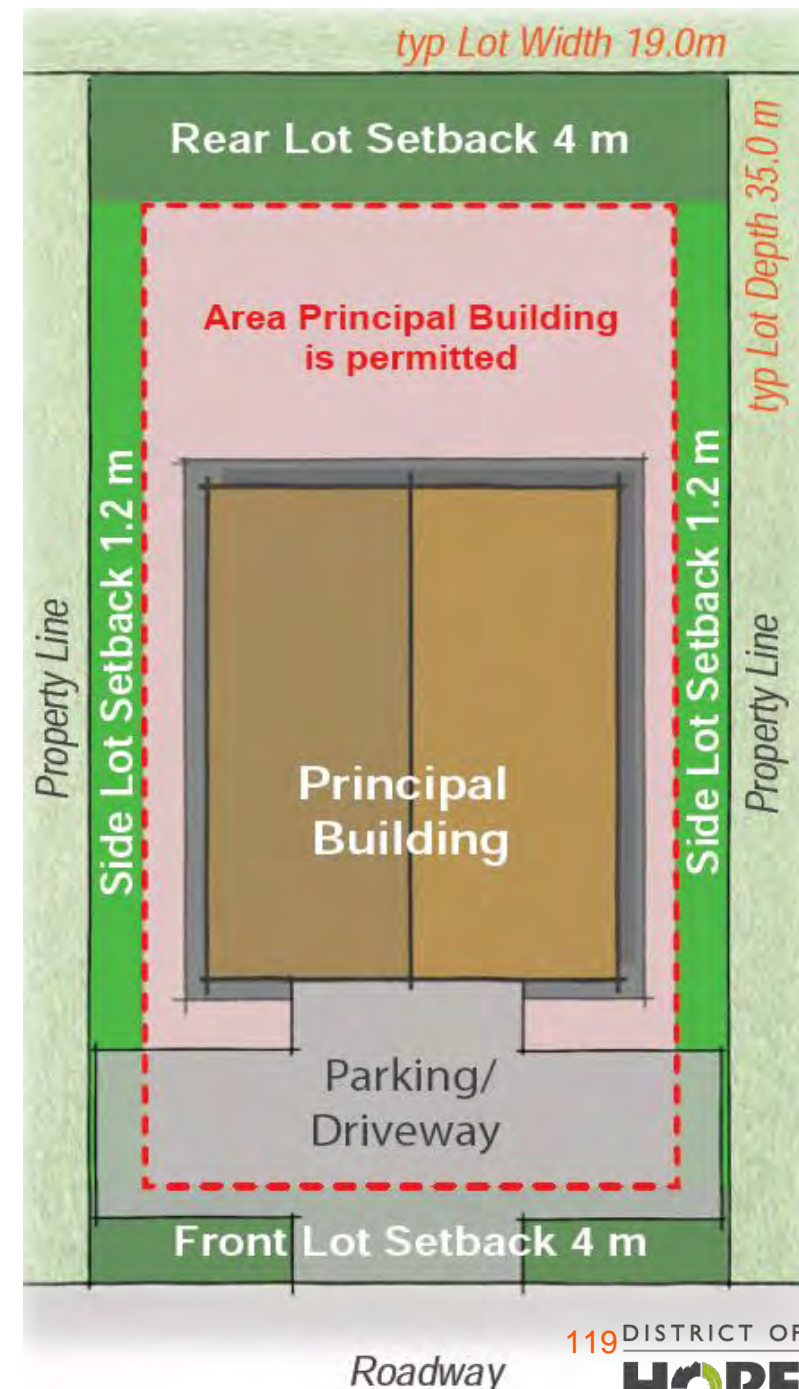 typ Lot Width 19.0m
Rear Lot Setback 4 m
typ Lot Depth 35.0 m
Area Principal Building
is permitted
Side Lot Setback 1.2 m
Side Lot Setback 1.2 m
Property Line
Property Line
Principal
Building
Parking/
Driveway
Front Lot Setback 4 m
119 DISTRICT OF
HOPE
Roadway